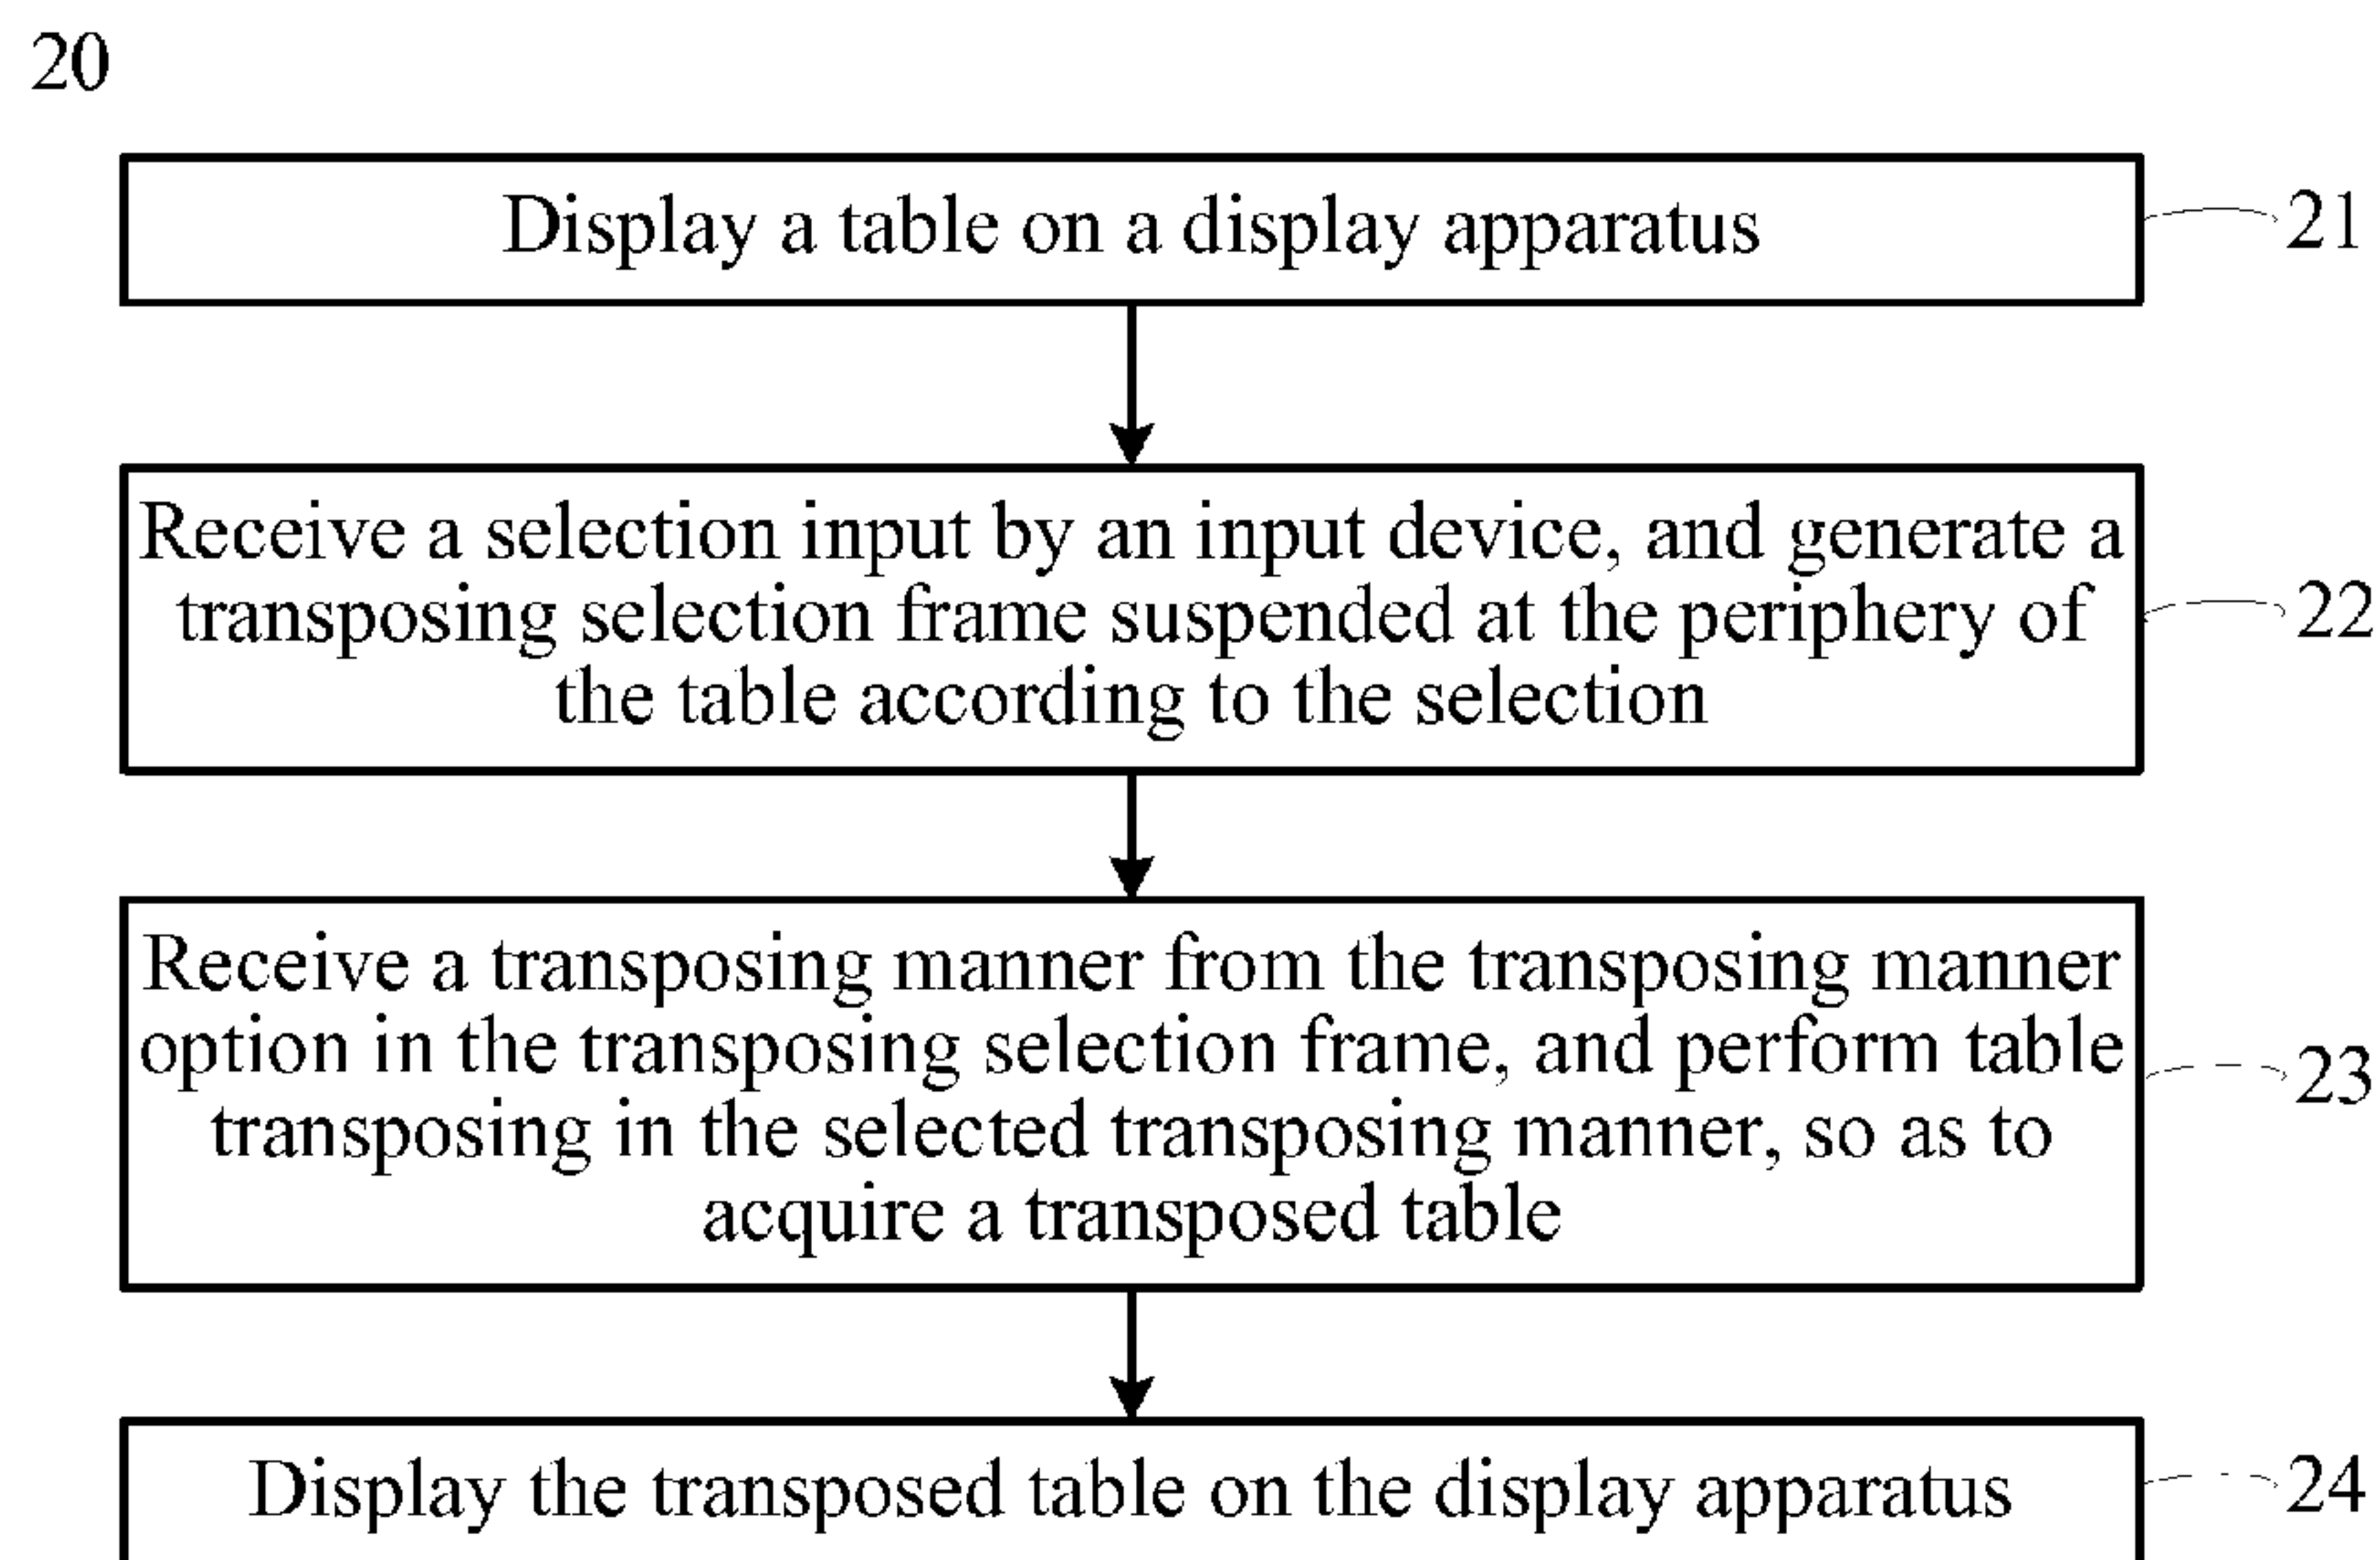 20
Display a table on a display apparatus
21
Receive a selection input by an input device, and generate a
transposing selection frame suspended at the periphery of
the table according to the selection
22
Receive a transposing manner from the transposing manner
option in the transposing selection frame, and perform table
transposing in the selected transposing manner, so as to
acquire a transposed table
23
Display the transposed table on the display apparatus
24